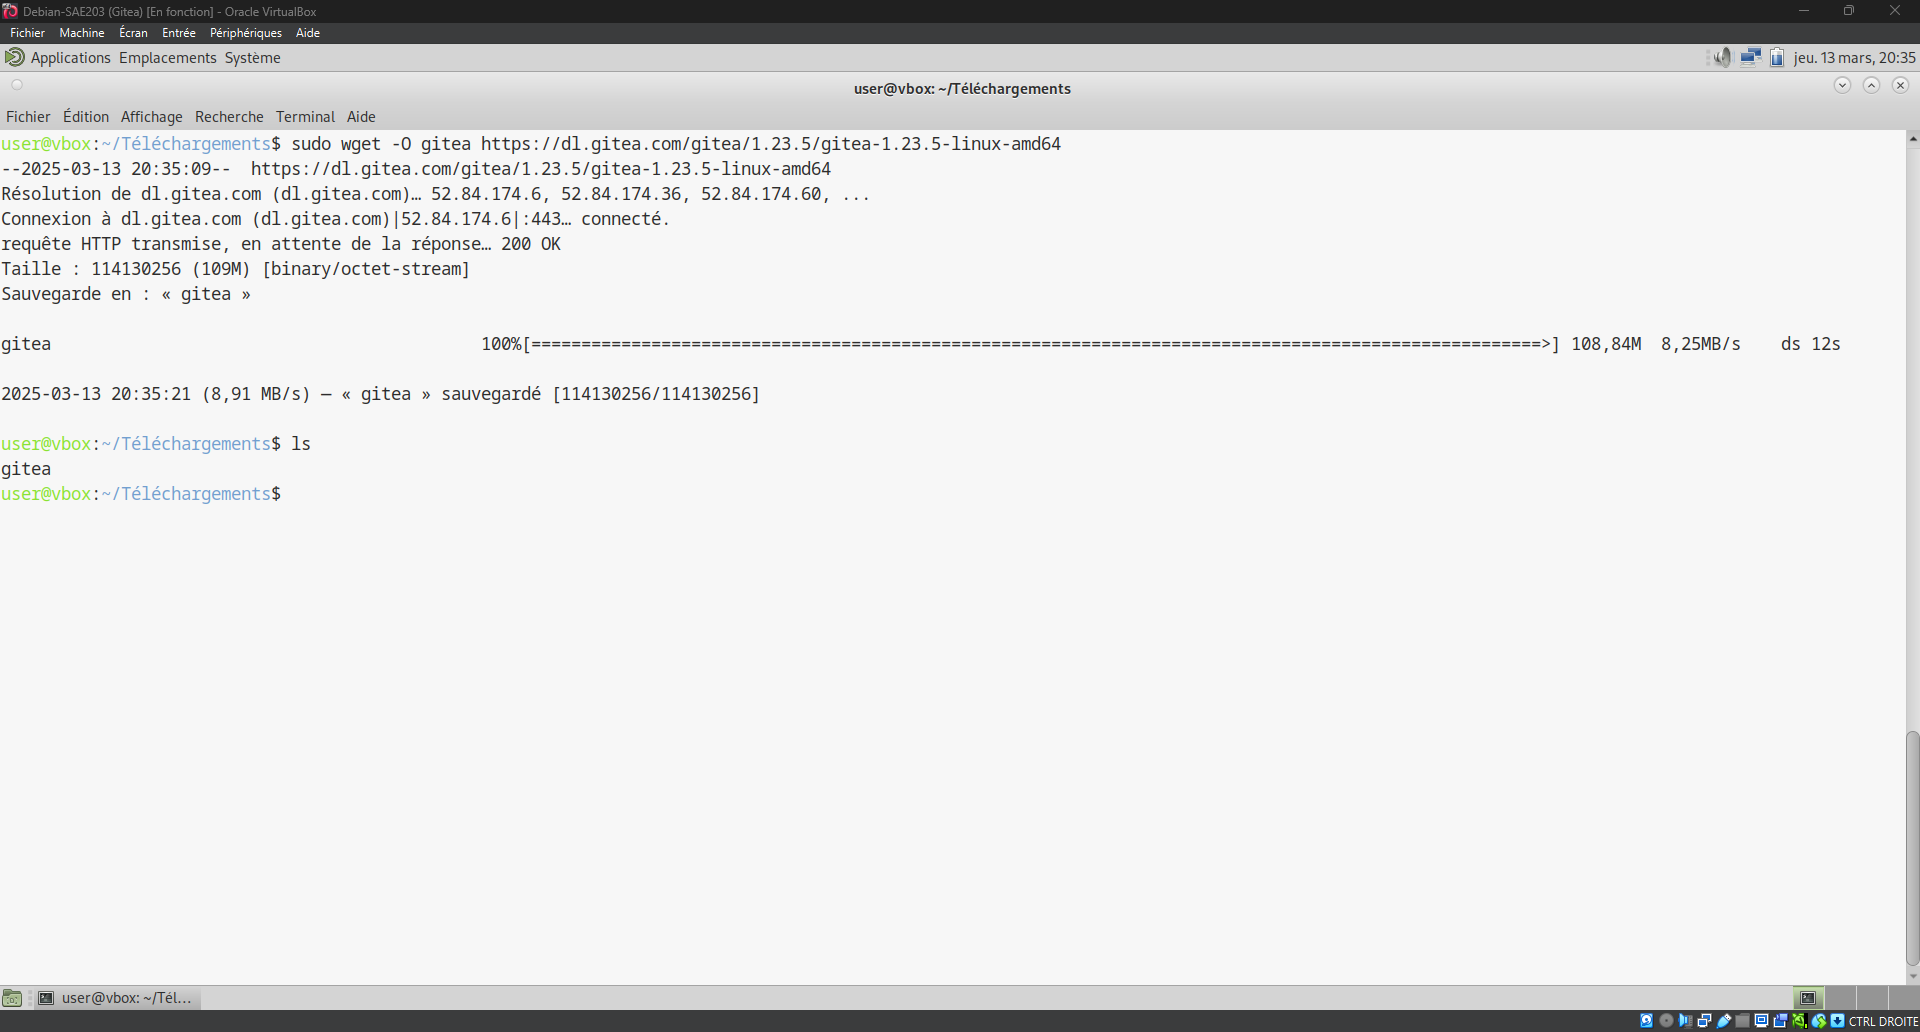 Debian-SAE203 (Gitea) [En fonction] - Oracle VirtualBox
Fichier Machine Écran Entrée Périphériques Aide
Applications Emplacements Système jeu. 13 mars, 20:35
user@vbox: ~/Téléchargements
Fichier Édition Affichage Recherche Terminal Aide
user@vbox:~/Téléchargements$ sudo wget -O gitea https://dl.gitea.com/gitea/1.23.5/gitea-1.23.5-linux-amd64
--2025-03-13 20:35:09--  https://dl.gitea.com/gitea/1.23.5/gitea-1.23.5-linux-amd64
Résolution de dl.gitea.com (dl.gitea.com)… 52.84.174.6, 52.84.174.36, 52.84.174.60, ...
Connexion à dl.gitea.com (dl.gitea.com)|52.84.174.6|:443… connecté.
requête HTTP transmise, en attente de la réponse… 200 OK
Taille : 114130256 (109M) [binary/octet-stream]
Sauvegarde en : « gitea »
gitea 100%[=====================================================================================================>] 108,84M 8,25MB/s ds 12s
2025-03-13 20:35:21 (8,91 MB/s) — « gitea » sauvegardé [114130256/114130256]
user@vbox:~/Téléchargements$ ls
gitea
user@vbox:~/Téléchargements$
user@vbox: ~/Tél...
CTRL DROITE